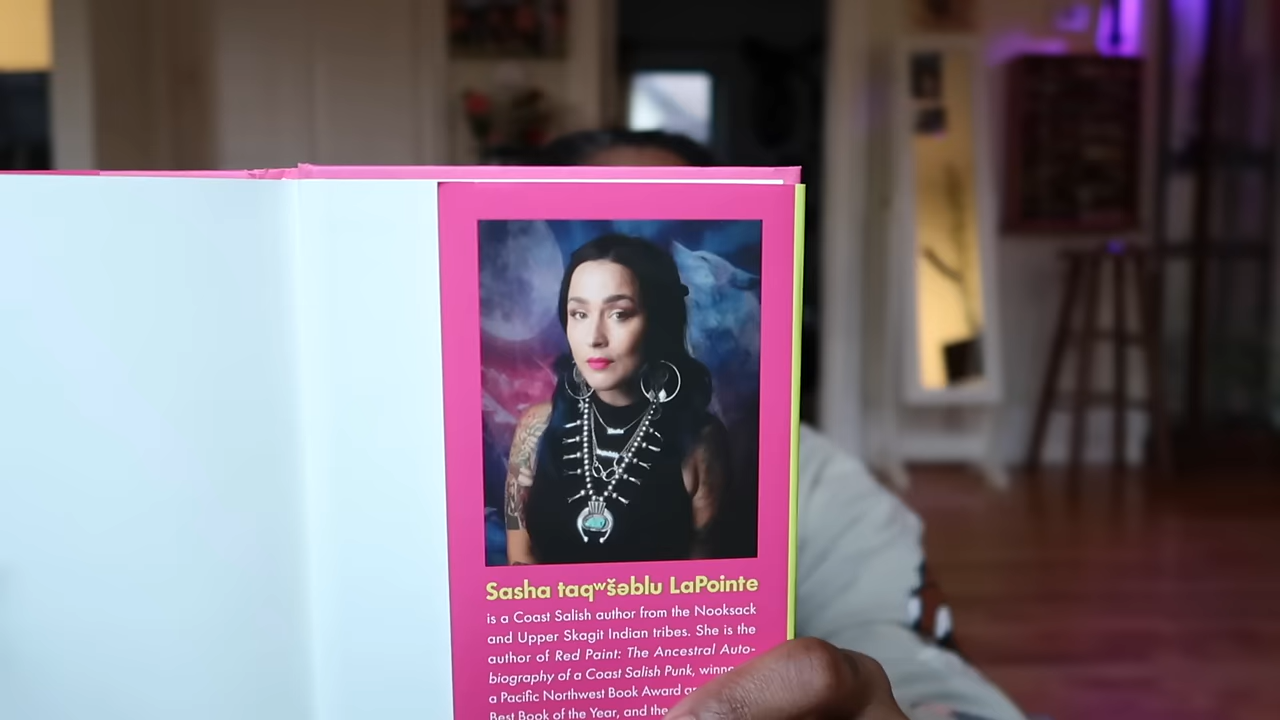 Sasha taqʷšəblu LaPointe
is a Coast Salish author from the Nooksack
and Upper Skagit Indian tribes. She is the
author of Red Paint: The Ancestral Auto-
biography of a Coast Salish Punk,
a Pacific Northwest Book Award
Best Book of the Year, and the